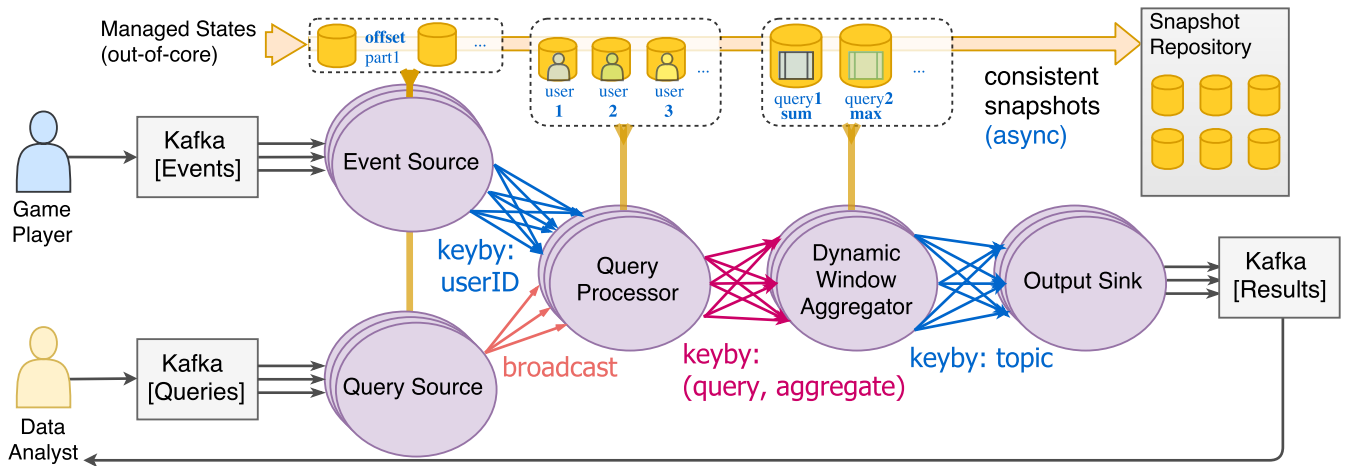 Managed States
(out-of-core)
offset
part1
...
user
1
user
2
user
3
...
query1
sum
query2
max
...
consistent
snapshots
(async)
Snapshot
Repository
Game
Player
Kafka
[Events]
Event Source
keyby:
userID
Query
Processor
Dynamic
Window
Aggregator
Output Sink
Kafka
[Results]
Data
Analyst
Kafka
[Queries]
Query Source
broadcast
keyby:
(query, aggregate)
keyby: topic